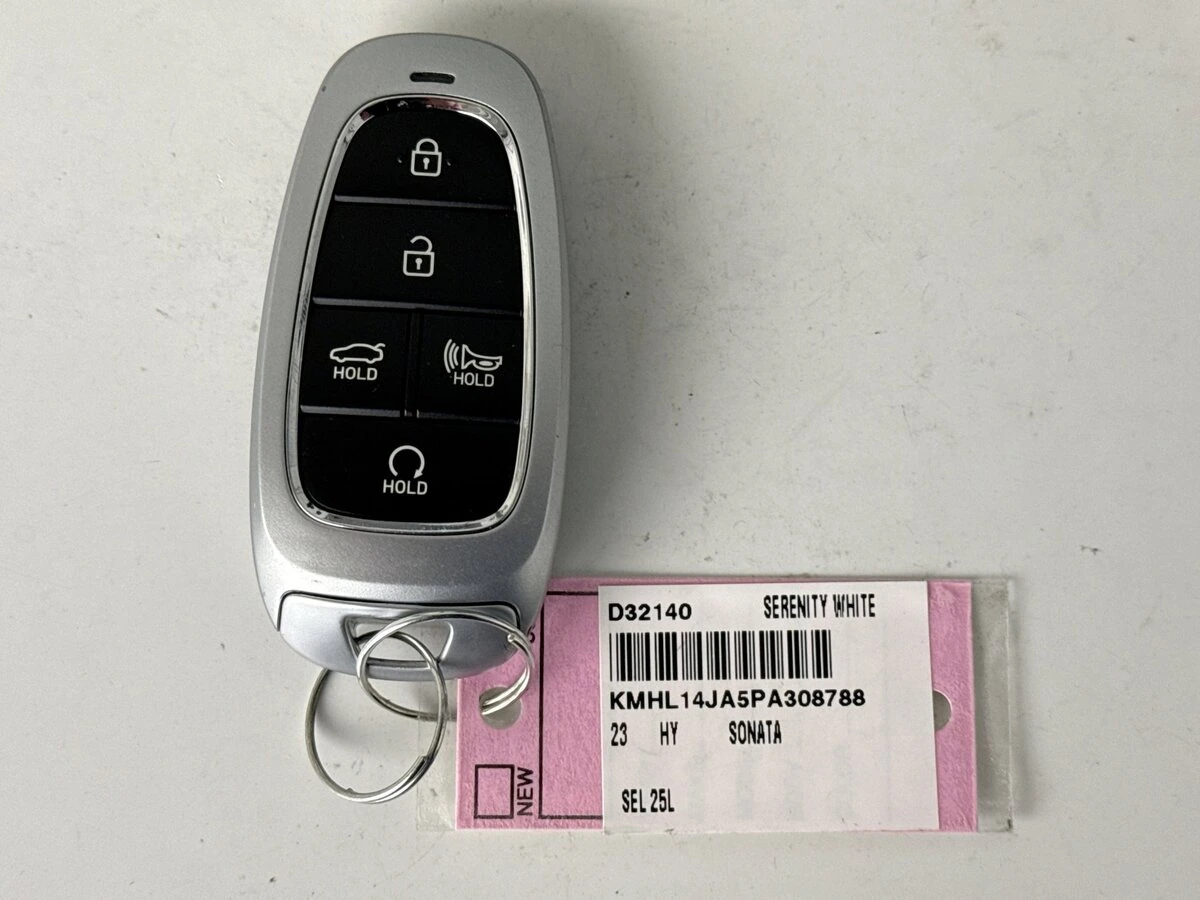 HOLD
HOLD
HOLD
D32140 SERENITY WHITE
KMHL14JA5PA308788
23 HY SONATA
SEL 25L
NEW